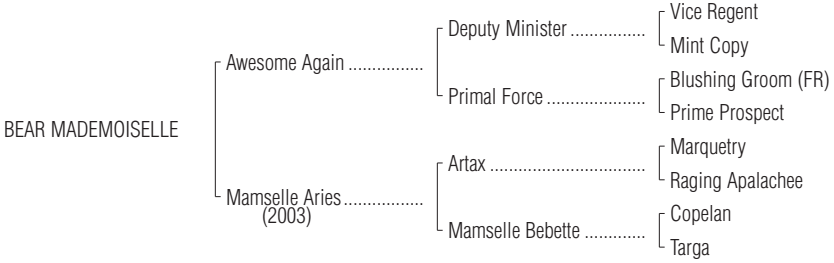 Vice Regent
Deputy Minister ................
Mint Copy
Awesome Again ................
Blushing Groom (FR)
Primal Force .....................
Prime Prospect
BEAR MADEMOISELLE
Marquetry
Artax .................................
Raging Apalachee
Mamselle Aries .................
(2003)
Copelan
Mamselle Bebette .............
Targa